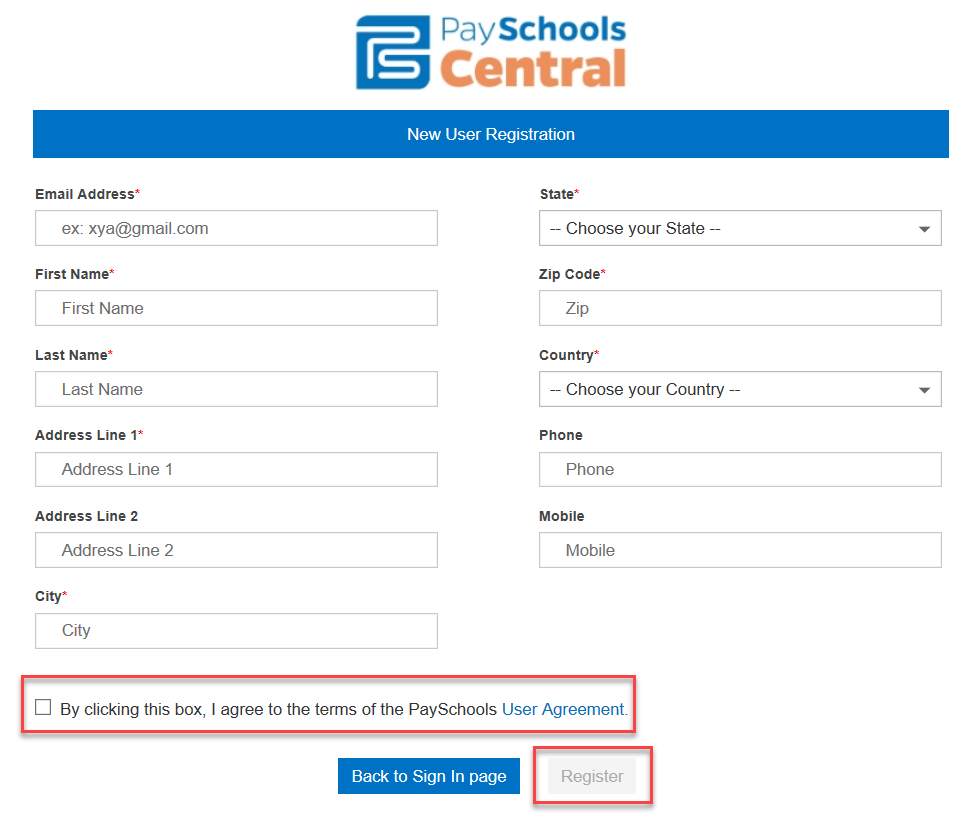 PaySchools
Central
New User Registration
Email Address*
ex: xya@gmail.com
First Name*
First Name
Last Name*
Last Name
Address Line 1*
Address Line 1
Address Line 2
Address Line 2
City*
City
State*
-- Choose your State --
Zip Code*
Zip
Country*
-- Choose your Country --
Phone
Phone
Mobile
Mobile
By clicking this box, I agree to the terms of the PaySchools User Agreement.
Back to Sign In page
Register